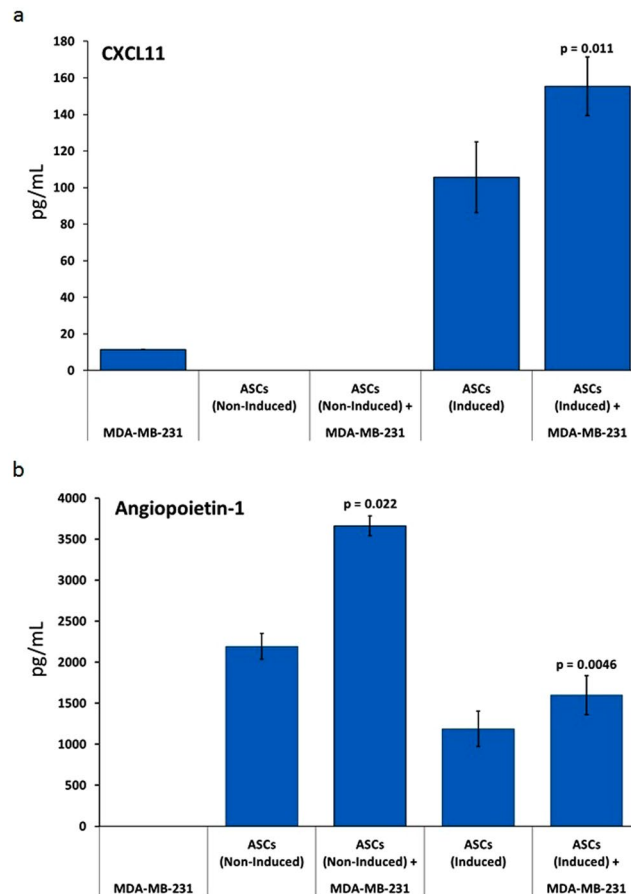 a
CXCL11
p = 0.011
180
160
140
120
100
80
60
40
20
0
pg/mL
ASCs ASCs ASCs ASCs
(Non-Induced) (Non-Induced) + (Induced) (Induced) +
MDA-MB-231 MDA-MB-231 MDA-MB-231
b
Angiopoietin-1
p = 0.022
p = 0.0046
4000
3500
3000
2500
2000
1500
1000
500
0
pg/mL
ASCs ASCs ASCs ASCs
(Non-Induced) (Non-Induced) + (Induced) (Induced) +
MDA-MB-231 MDA-MB-231 MDA-MB-231